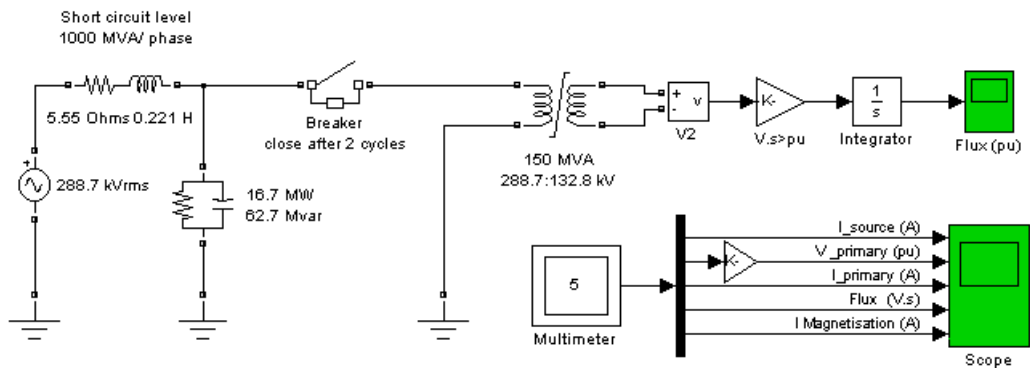 Short circuit level
1000 MVA/ phase
5.55 Ohms 0.221 H
Breaker
close after 2 cycles
288.7 kVrms
16.7 MW
62.7 Mvar
150 MVA
288.7:132.8 kV
+
-
v
V2
K-
V.s>pu
1
s
Integrator
Flux (pu)
+
5
Multimeter
K-
I_source (A)
V_primary (pu)
I_primary (A)
Flux (V.s)
I Magnetisation (A)
Scope